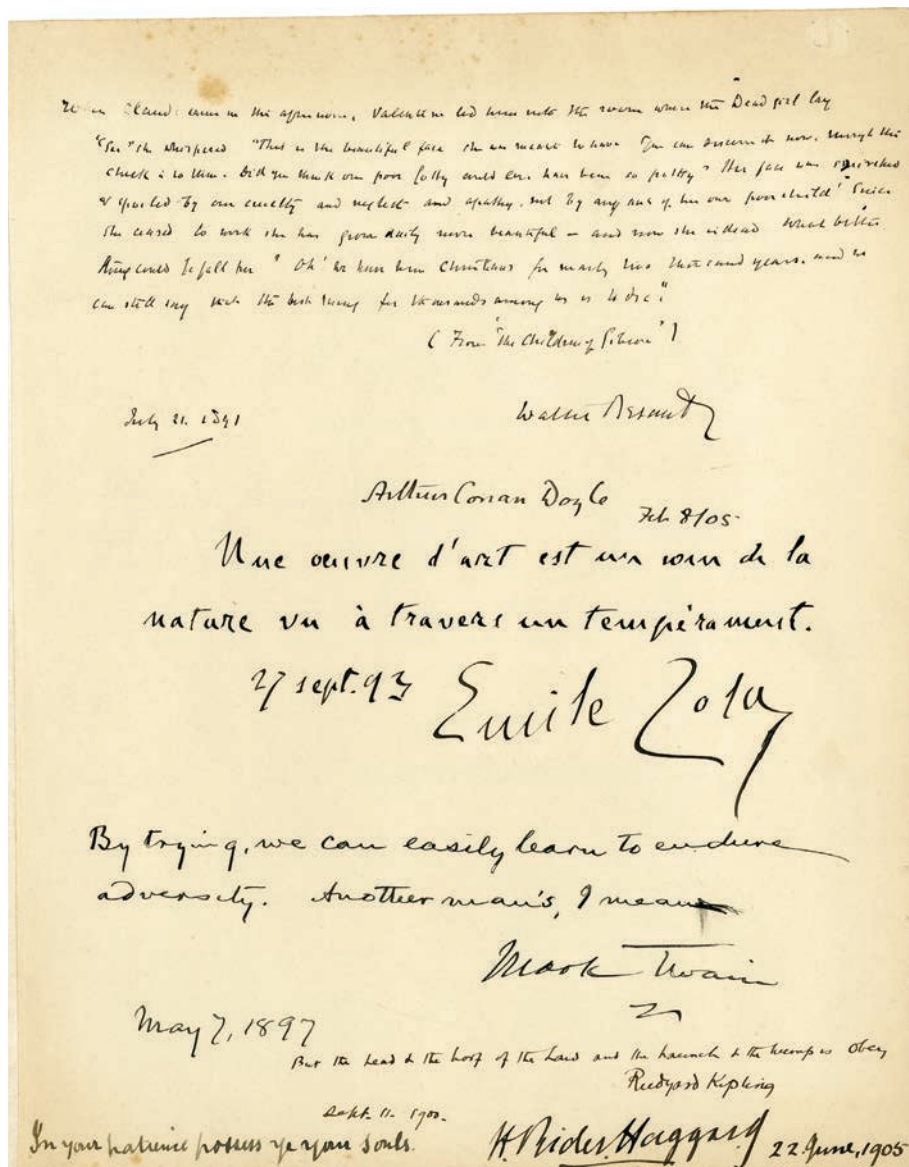 When Claude came in the afternoon, Valentine led him into the room where the Dead girl lay
"See" she whispered "This is the beautiful face she was meant to have You can discern it now. though the
cheek is so thin. Did you think our poor Lotty could ever have been so pretty? Her face was
& spoiled by our cruelty and neglect and apathy. not by any act of her own poor child! Since
she ceased to work she has grown daily more beautiful – and now she is dead What better
thing could befall her " Oh! we have been Christians for nearly two thousand years. and we
can still say that the best thing for thousands among us is to die."
(From "The Children of Gibeon")
July 21. 1891
Walter Besant
Arthur Conan Doyle
Feb 8/05
Une oeuvre d'art est un coin de la
nature vu à travers un tempérament.
27 sept. 93 Emile Zola
By trying, we can easily learn to endure
adversity. Another man's, I mean
Mark Twain
May 7, 1897
But the head & the hoof of the Law and the haunch & the hump is Obey
Rudyard Kipling
Sept. 11. 1900.
In your patience possess ye your souls. H. Rider Haggard 22 June, 1905